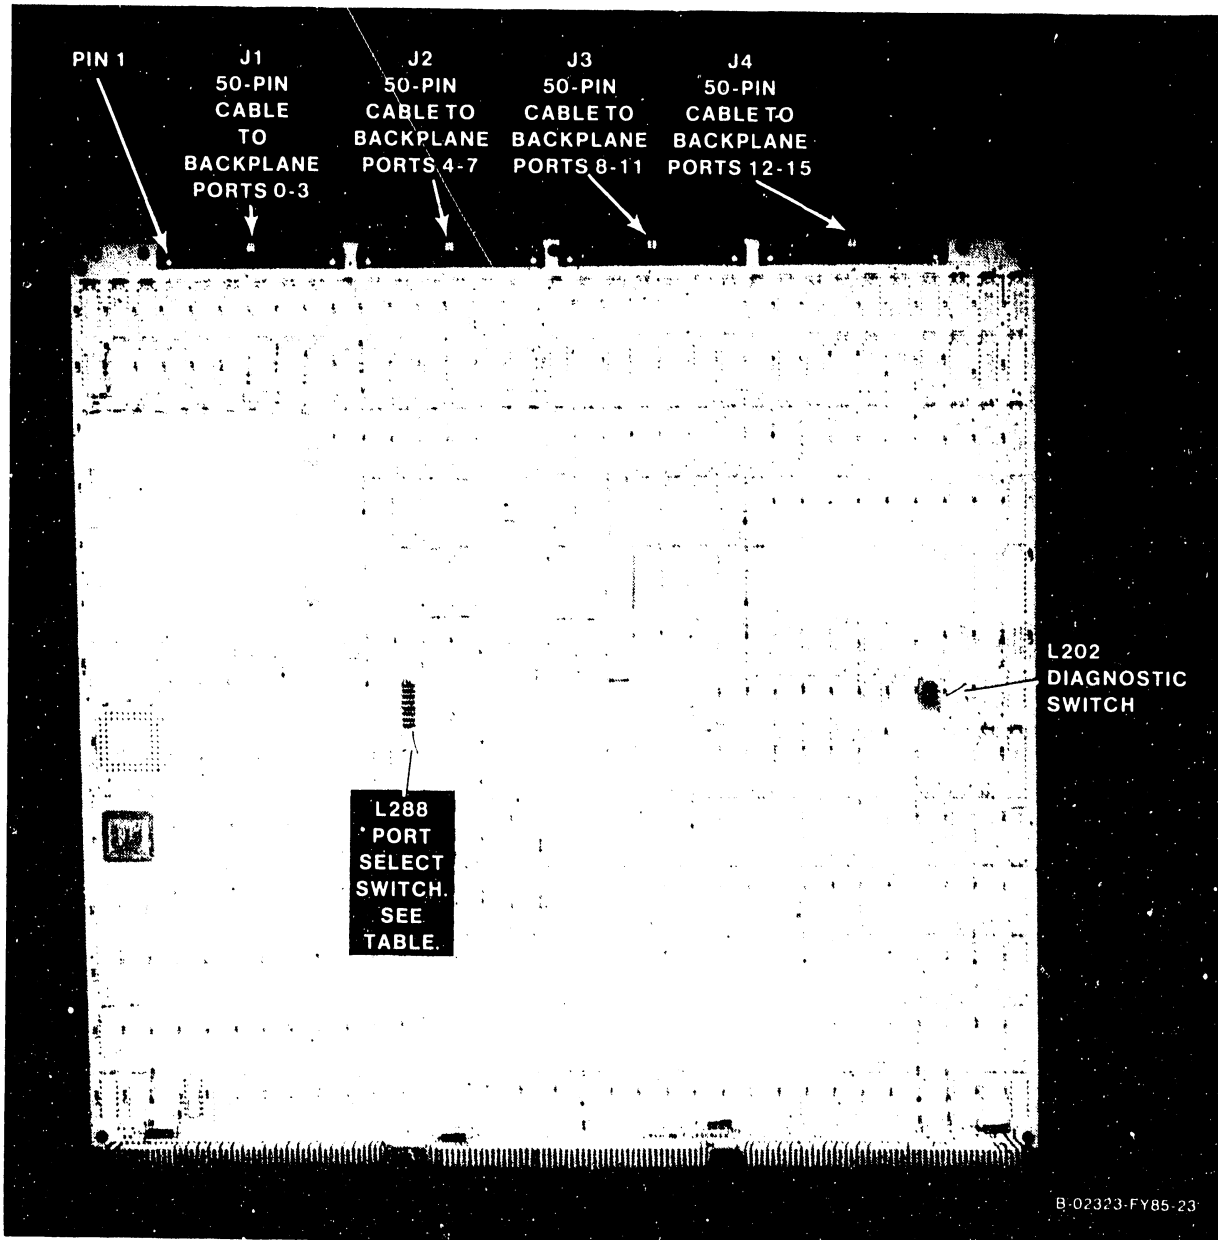 PIN 1
J1
50-PIN
CABLE
TO
BACKPLANE
PORTS 0-3
J2
50-PIN
CABLE TO
BACKPLANE
PORTS 4-7
J3
50-PIN
CABLE TO
BACKPLANE
PORTS 8-11
J4
50-PIN
CABLE TO
BACKPLANE
PORTS 12-15
L202
DIAGNOSTIC
SWITCH
L288
PORT
SELECT
SWITCH.
SEE
TABLE.
B-02323-FY85-23